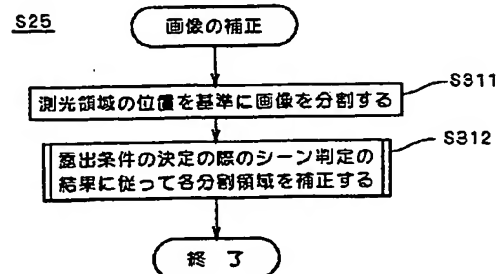 S25
画像の補正
S311
測光領域の位置を基準に画像を分割する
S312
露出条件の決定の際のシーン判定の
結果に従って各分割領域を補正する
終 了